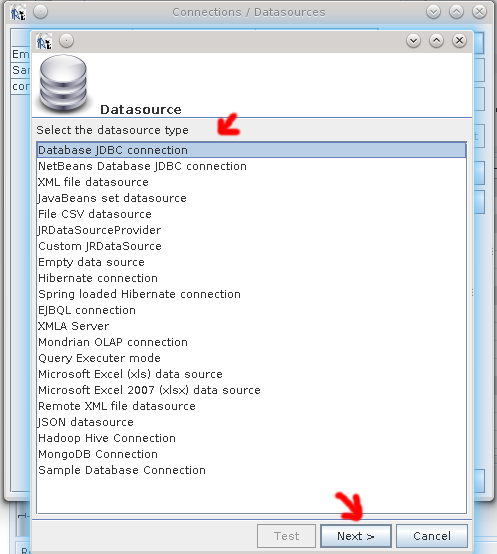 Connections / Datasources
Em
Sa
con
Datasource
Select the datasource type
Database JDBC connection
NetBeans Database JDBC connection
XML file datasource
JavaBeans set datasource
File CSV datasource
JRDataSourceProvider
Custom JRDataSource
Empty data source
Hibernate connection
Spring loaded Hibernate connection
EJBQL connection
XMLA Server
Mondrian OLAP connection
Query Executer mode
Microsoft Excel (xls) data source
Microsoft Excel 2007 (xlsx) data source
Remote XML file datasource
JSON datasource
Hadoop Hive Connection
MongoDB Connection
Sample Database Connection
Test Next > Cancel